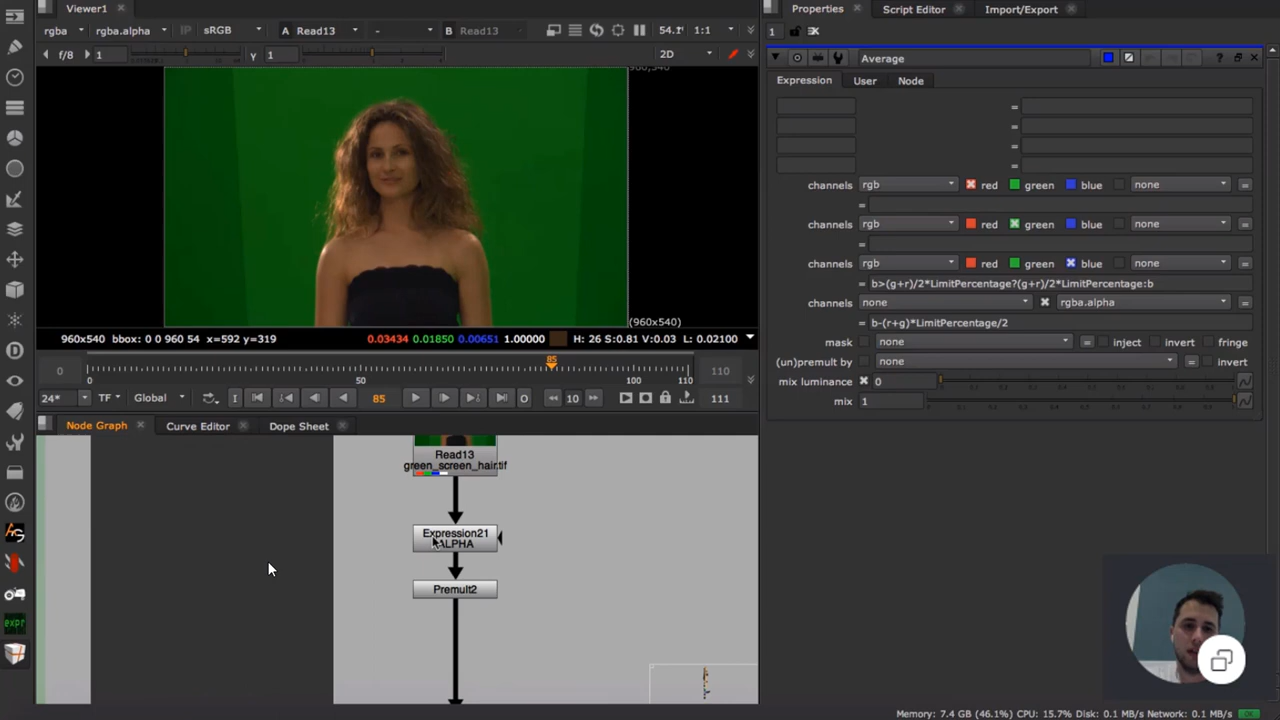 Viewer1
Properties
Script Editor
Import/Export
rgba
rgba.alpha
IP
sRGB
A Read13
-
B Read13
54.1
1:1
1
f/8
1
γ
1
2D
Average
?
Expression
User
Node
=
=
=
=
channels rgb red green blue none =
=
channels rgb red green blue none =
=
channels rgb red green blue none =
= b>(g+r)/2*LimitPercentage?(g+r)/2*LimitPercentage:b
channels none rgba.alpha =
= b-(r+g)*LimitPercentage/2
mask none = inject invert fringe
(un)premult by none = invert
mix luminance 0
mix 1
(960x540)
960x540 bbox: 0 0 960 54 x=592 y=319 0.03434 0.01850 0.00651 1.00000 H: 26 S:0.81 V:0.03 L: 0.02100
0
85
0 50 100 110
110
24* TF Global I 85 O 10 111
Node Graph
Curve Editor
Dope Sheet
Read13
green_screen_hair.tif
Expression21
ALPHA
Premult2
expr
Memory: 7.4 GB (46.1%) CPU: 15.7% Disk: 0.1 MB/s Network: 0.1 MB/s